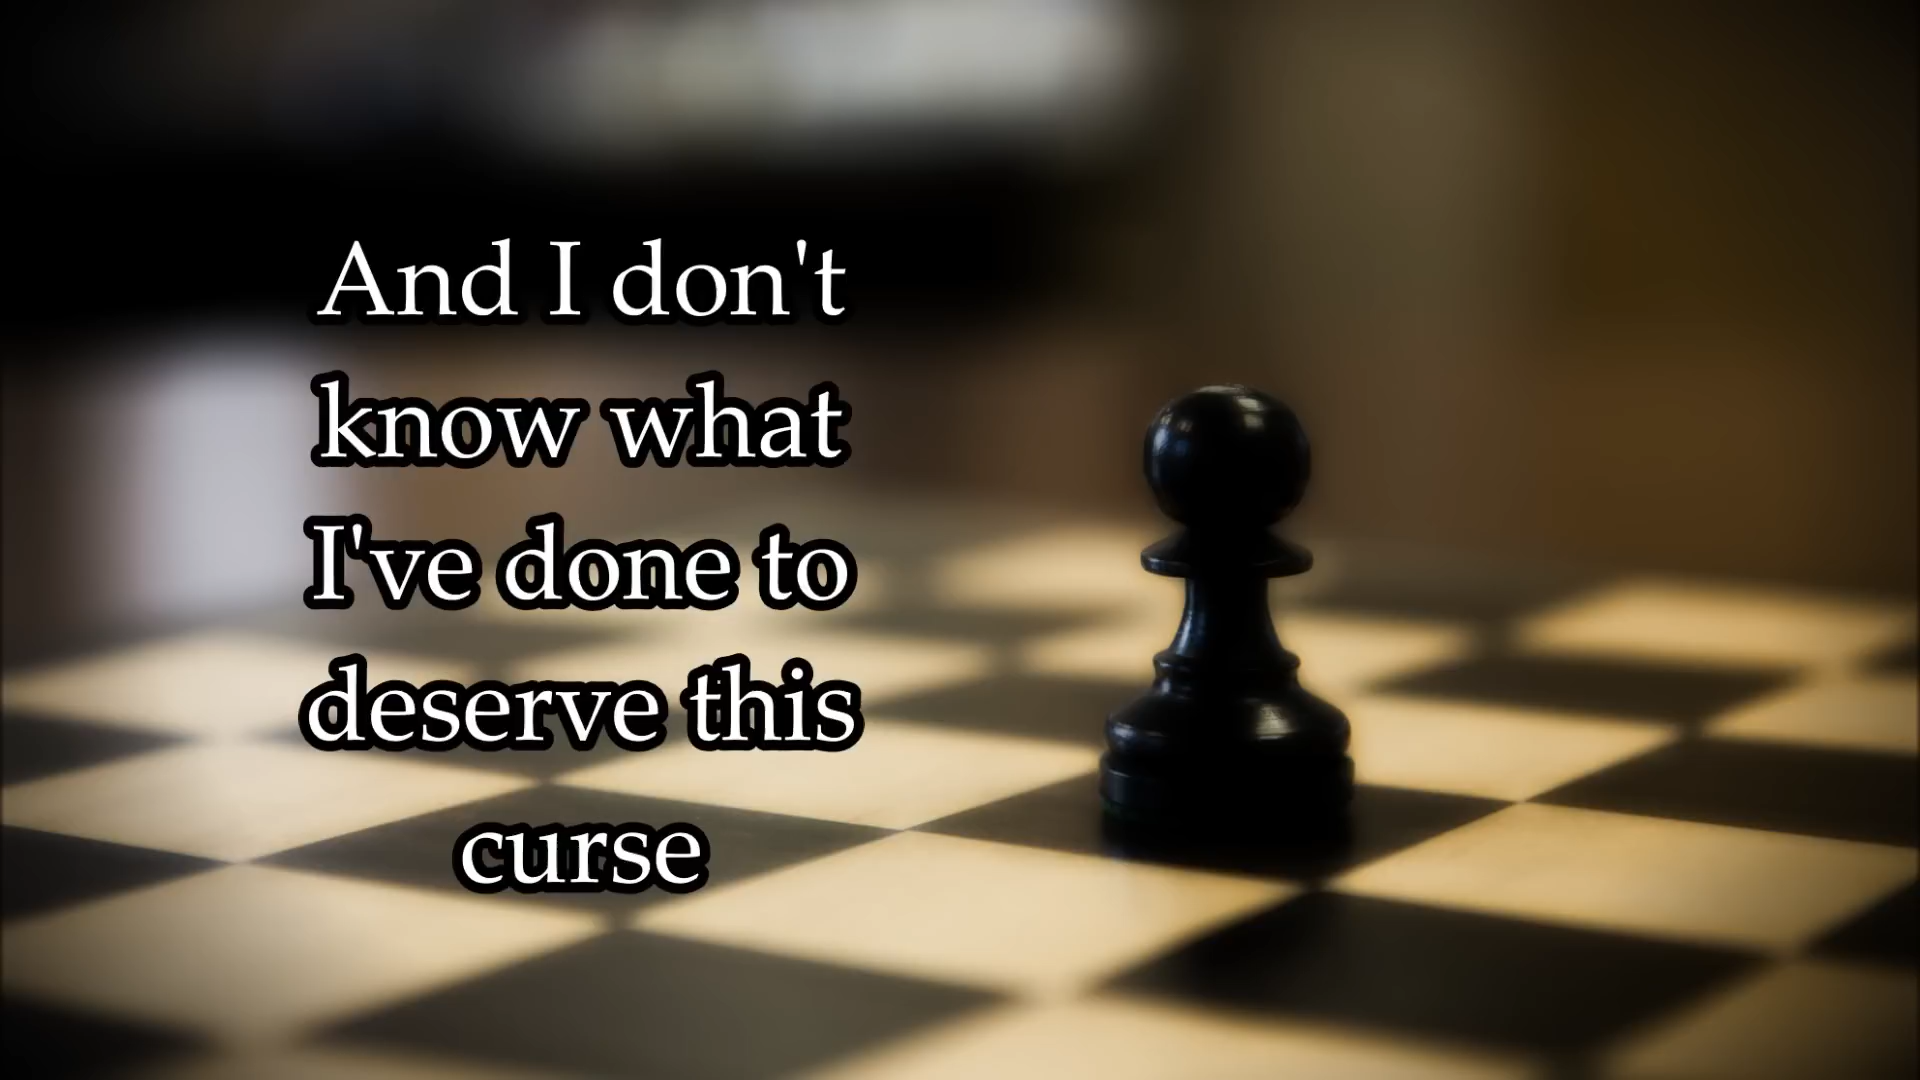 And I don't
know what
I've done to
deserve this
curse